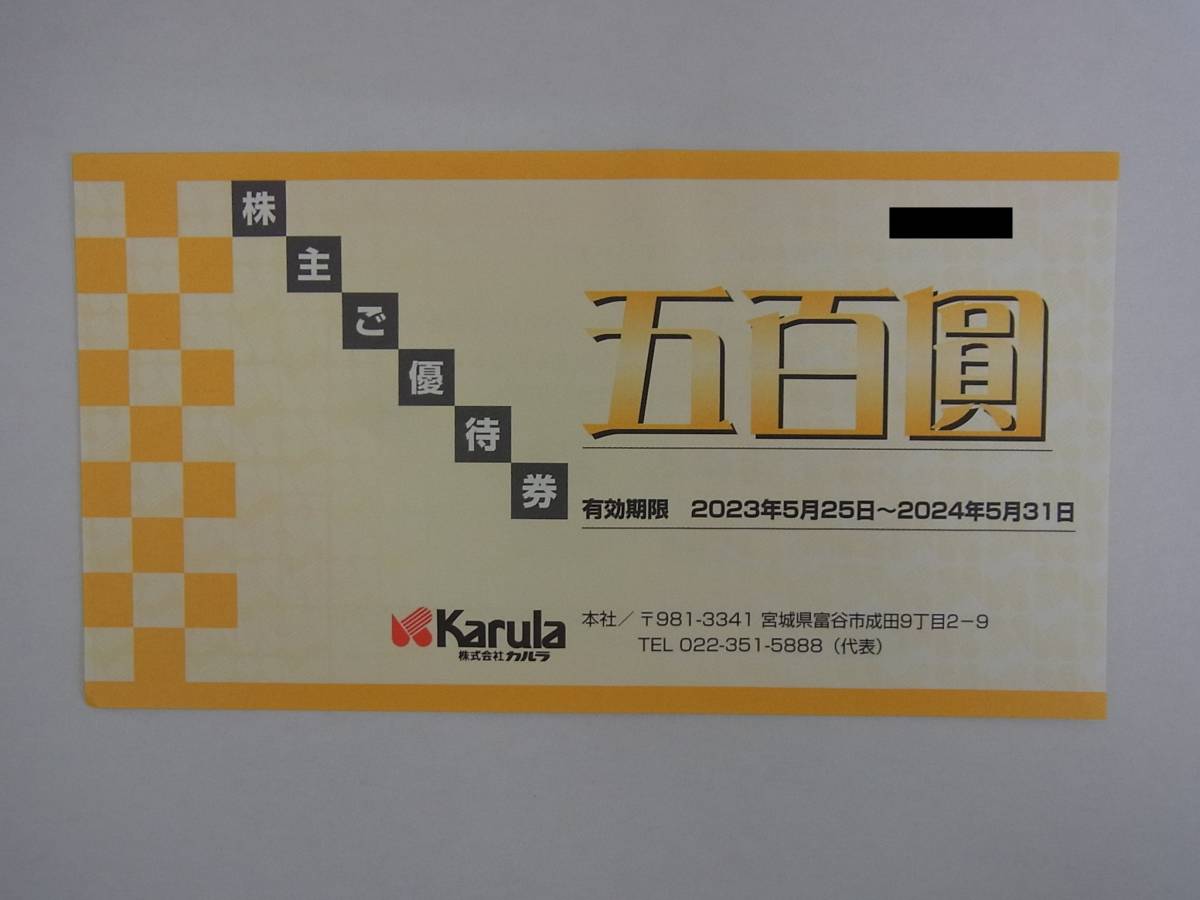 株主ご優待券
五百圓
有効期限 2023年5月25日～2024年5月31日
Karula
株式会社カルラ
本社／〒981-3341 宮城県富谷市成田9丁目2－9
TEL 022-351-5888（代表）